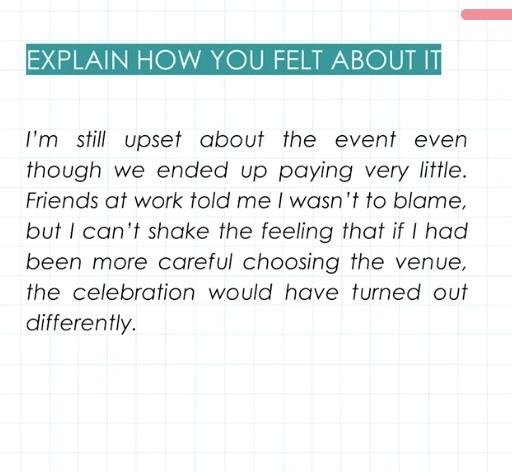 EXPLAIN HOW YOU FELT ABOUT IT
I’m still upset about the event even
though we ended up paying very little.
Friends at work told me I wasn’t to blame,
but I can’t shake the feeling that if I had
been more careful choosing the venue,
the celebration would have turned out
differently.